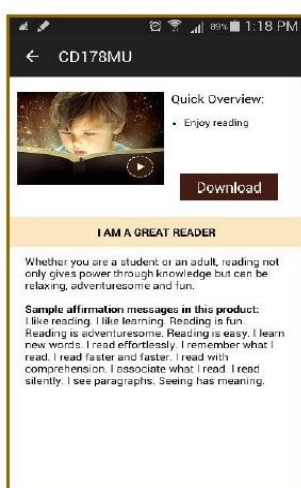 89% 1:18 PM
← CD178MU
Quick Overview:
• Enjoy reading
Download
I AM A GREAT READER
Whether you are a student or an adult, reading not
only gives power through knowledge but can be
relaxing, adventuresome and fun.
Sample affirmation messages in this product:
I like reading. I like learning. Reading is fun.
Reading is adventuresome. Reading is easy. I learn
new words. I read effortlessly. I remember what I
read. I read faster and faster. I read with
comprehension. I associate what I read. I read
silently. I see paragraphs. Seeing has meaning.